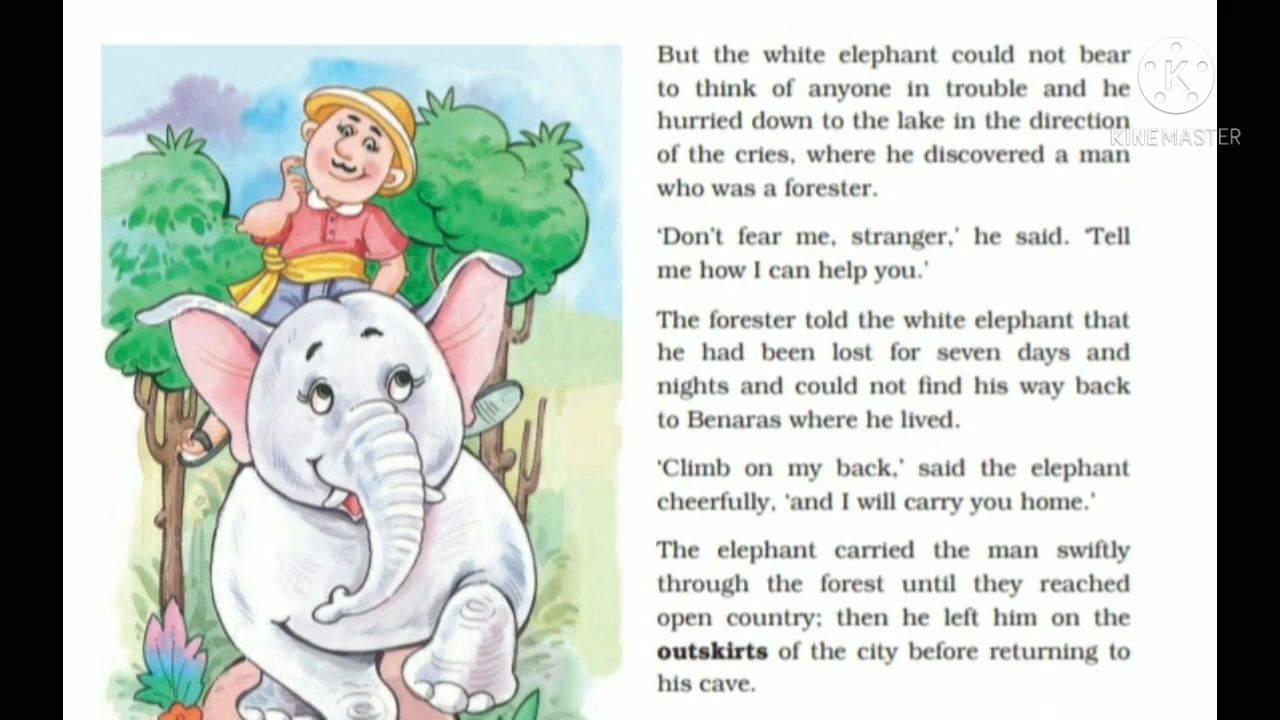 But the white elephant could not bear
to think of anyone in trouble and he
hurried down to the lake in the direction
of the cries, where he discovered a man
who was a forester.
'Don't fear me, stranger,' he said. 'Tell
me how I can help you.'
The forester told the white elephant that
he had been lost for seven days and
nights and could not find his way back
to Benaras where he lived.
'Climb on my back,' said the elephant
cheerfully, 'and I will carry you home.'
The elephant carried the man swiftly
through the forest until they reached
open country; then he left him on the
outskirts of the city before returning to
his cave.
K
KINEMASTER